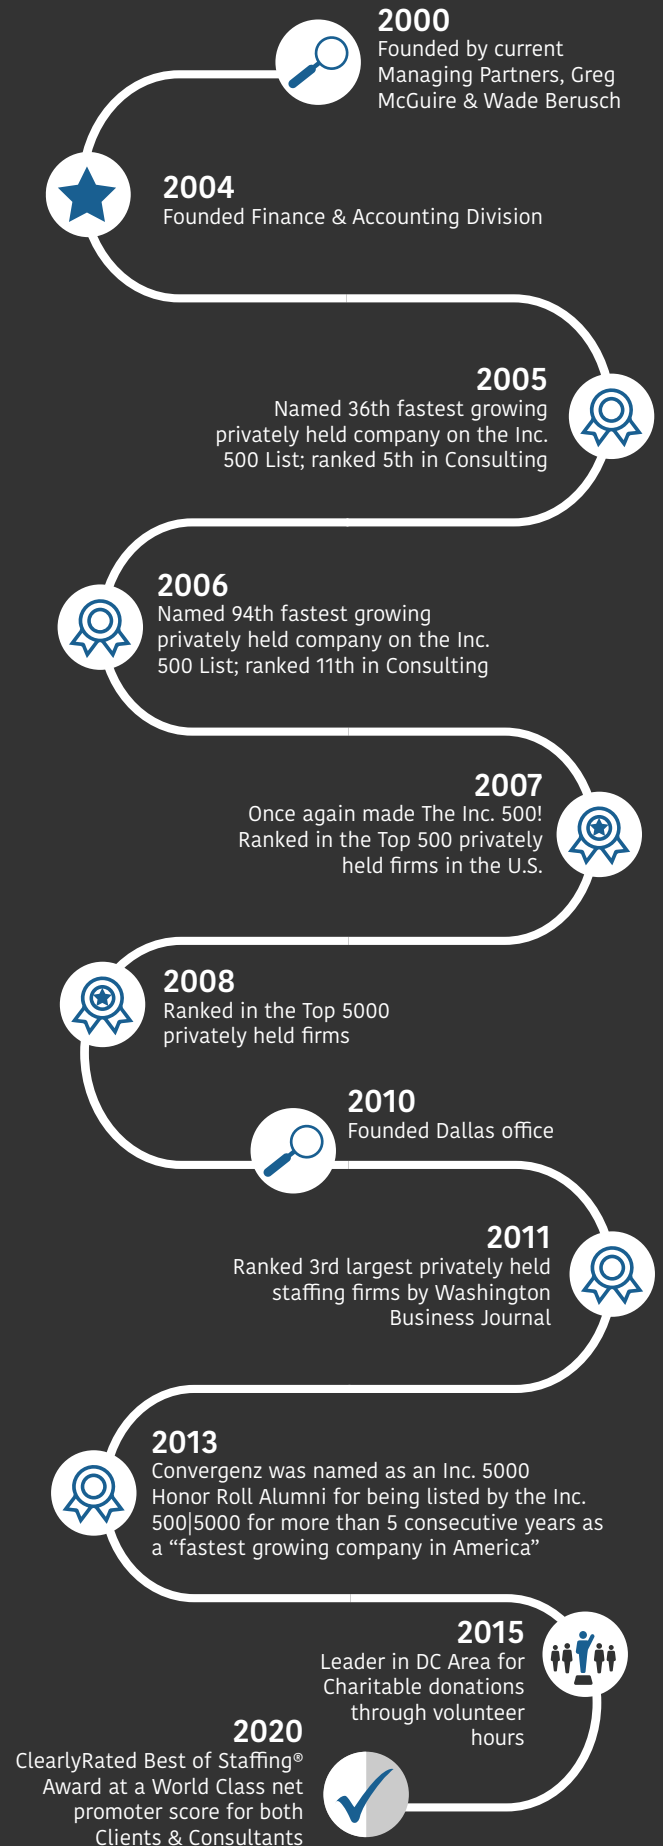 2000
Founded by current
Managing Partners, Greg
McGuire & Wade Berusch
2004
Founded Finance & Accounting Division
2005
Named 36th fastest growing
privately held company on the Inc.
500 List; ranked 5th in Consulting
2006
Named 94th fastest growing
privately held company on the Inc.
500 List; ranked 11th in Consulting
2007
Once again made The Inc. 500!
Ranked in the Top 500 privately
held firms in the U.S.
2008
Ranked in the Top 5000
privately held firms
2010
Founded Dallas office
2011
Ranked 3rd largest privately held
staffing firms by Washington
Business Journal
2013
Convergenz was named as an Inc. 5000
Honor Roll Alumni for being listed by the Inc.
500|5000 for more than 5 consecutive years as
a “fastest growing company in America”
2015
Leader in DC Area for
Charitable donations
through volunteer
hours
2020
ClearlyRated Best of Staffing®
Award at a World Class net
promoter score for both
Clients & Consultants